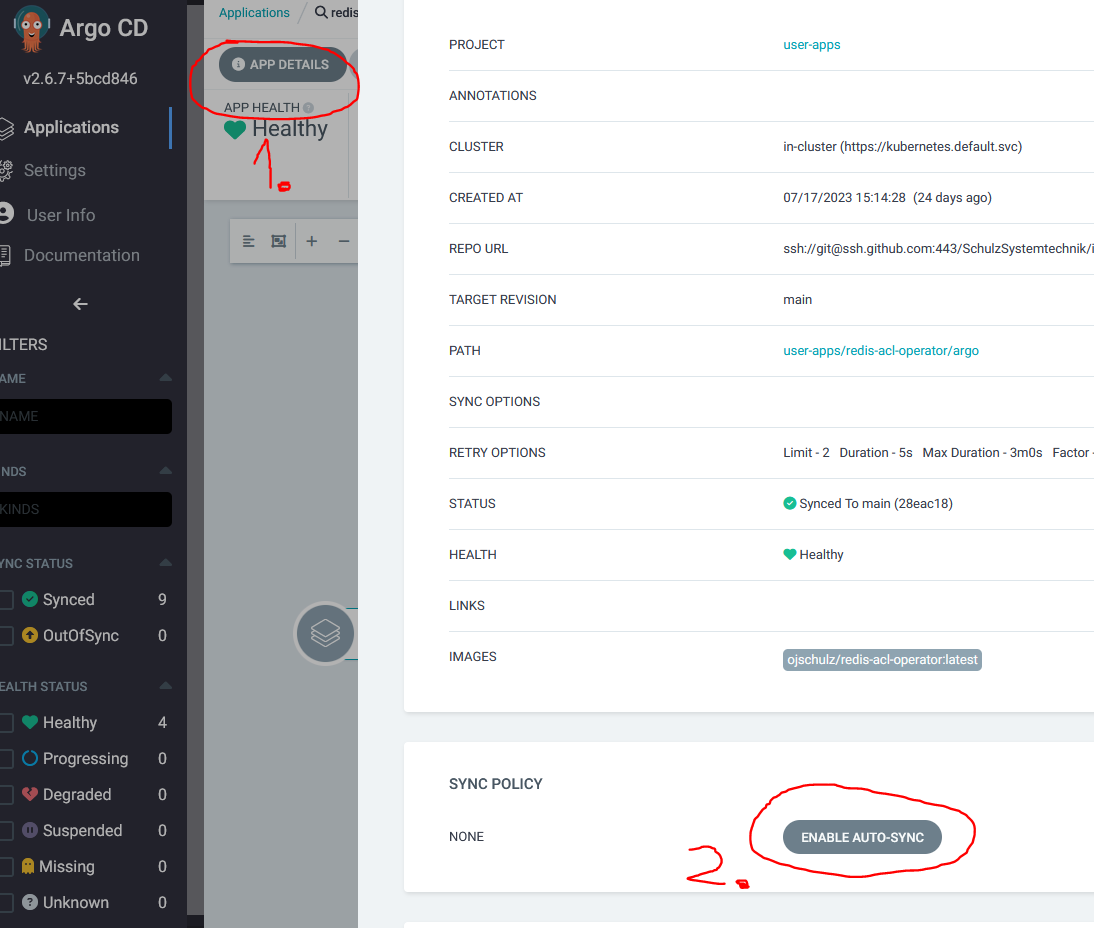 Argo CD
v2.6.7+5bcd846
Applications
Settings
User Info
Documentation
ILTERS
AME
NAME
NDS
KINDS
YNC STATUS
Synced 9
OutOfSync 0
EALTH STATUS
Healthy 4
Progressing 0
Degraded 0
Suspended 0
Missing 0
Unknown 0
Applications / redis
APP DETAILS
APP HEALTH
Healthy
1.
PROJECT user-apps
ANNOTATIONS
CLUSTER in-cluster (https://kubernetes.default.svc)
CREATED AT 07/17/2023 15:14:28 (24 days ago)
REPO URL ssh://git@ssh.github.com:443/SchulzSystemtechnik/i
TARGET REVISION main
PATH user-apps/redis-acl-operator/argo
SYNC OPTIONS
RETRY OPTIONS Limit - 2 Duration - 5s Max Duration - 3m0s Factor -
STATUS Synced To main (28eac18)
HEALTH Healthy
LINKS
IMAGES ojschulz/redis-acl-operator:latest
SYNC POLICY
NONE ENABLE AUTO-SYNC
2.